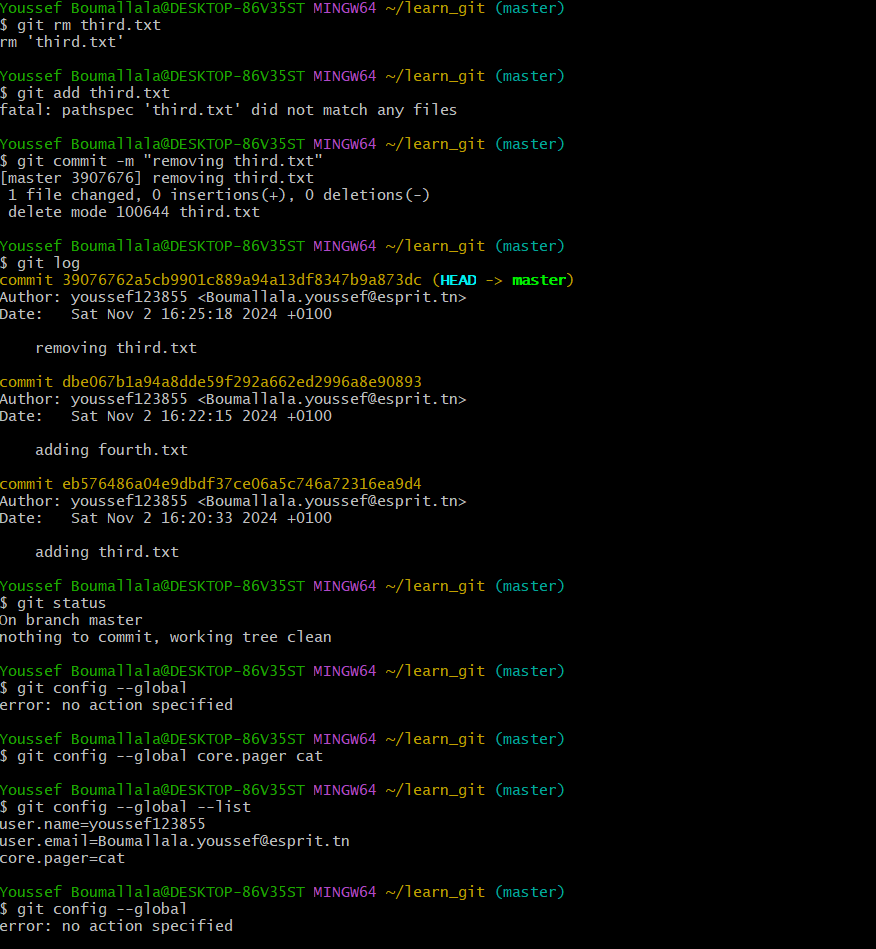 Youssef Boumallala@DESKTOP-86V35ST MINGW64 ~/learn_git (master)
$ git rm third.txt
rm 'third.txt'
Youssef Boumallala@DESKTOP-86V35ST MINGW64 ~/learn_git (master)
$ git add third.txt
fatal: pathspec 'third.txt' did not match any files
Youssef Boumallala@DESKTOP-86V35ST MINGW64 ~/learn_git (master)
$ git commit -m "removing third.txt"
[master 3907676] removing third.txt
 1 file changed, 0 insertions(+), 0 deletions(-)
 delete mode 100644 third.txt
Youssef Boumallala@DESKTOP-86V35ST MINGW64 ~/learn_git (master)
$ git log
commit 39076762a5cb9901c889a94a13df8347b9a873dc (HEAD -> master)
Author: youssef123855 <Boumallala.youssef@esprit.tn>
Date:   Sat Nov 2 16:25:18 2024 +0100
    removing third.txt
commit dbe067b1a94a8dde59f292a662ed2996a8e90893
Author: youssef123855 <Boumallala.youssef@esprit.tn>
Date:   Sat Nov 2 16:22:15 2024 +0100
    adding fourth.txt
commit eb576486a04e9dbdf37ce06a5c746a72316ea9d4
Author: youssef123855 <Boumallala.youssef@esprit.tn>
Date:   Sat Nov 2 16:20:33 2024 +0100
    adding third.txt
Youssef Boumallala@DESKTOP-86V35ST MINGW64 ~/learn_git (master)
$ git status
On branch master
nothing to commit, working tree clean
Youssef Boumallala@DESKTOP-86V35ST MINGW64 ~/learn_git (master)
$ git config --global
error: no action specified
Youssef Boumallala@DESKTOP-86V35ST MINGW64 ~/learn_git (master)
$ git config --global core.pager cat
Youssef Boumallala@DESKTOP-86V35ST MINGW64 ~/learn_git (master)
$ git config --global --list
user.name=youssef123855
user.email=Boumallala.youssef@esprit.tn
core.pager=cat
Youssef Boumallala@DESKTOP-86V35ST MINGW64 ~/learn_git (master)
$ git config --global
error: no action specified